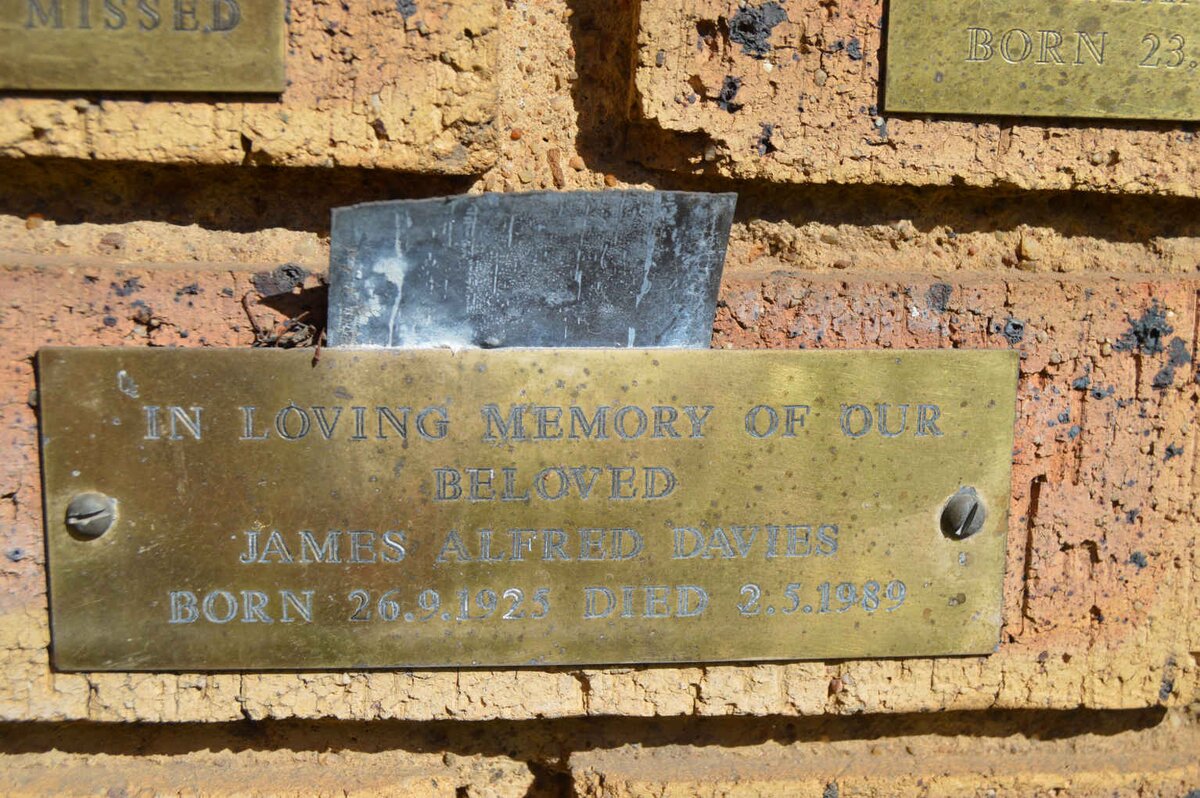 MISSED
BORN 23.
IN LOVING MEMORY OF OUR
BELOVED
JAMES ALFRED DAVIES
BORN 26.9.1925 DIED 2.5.1989